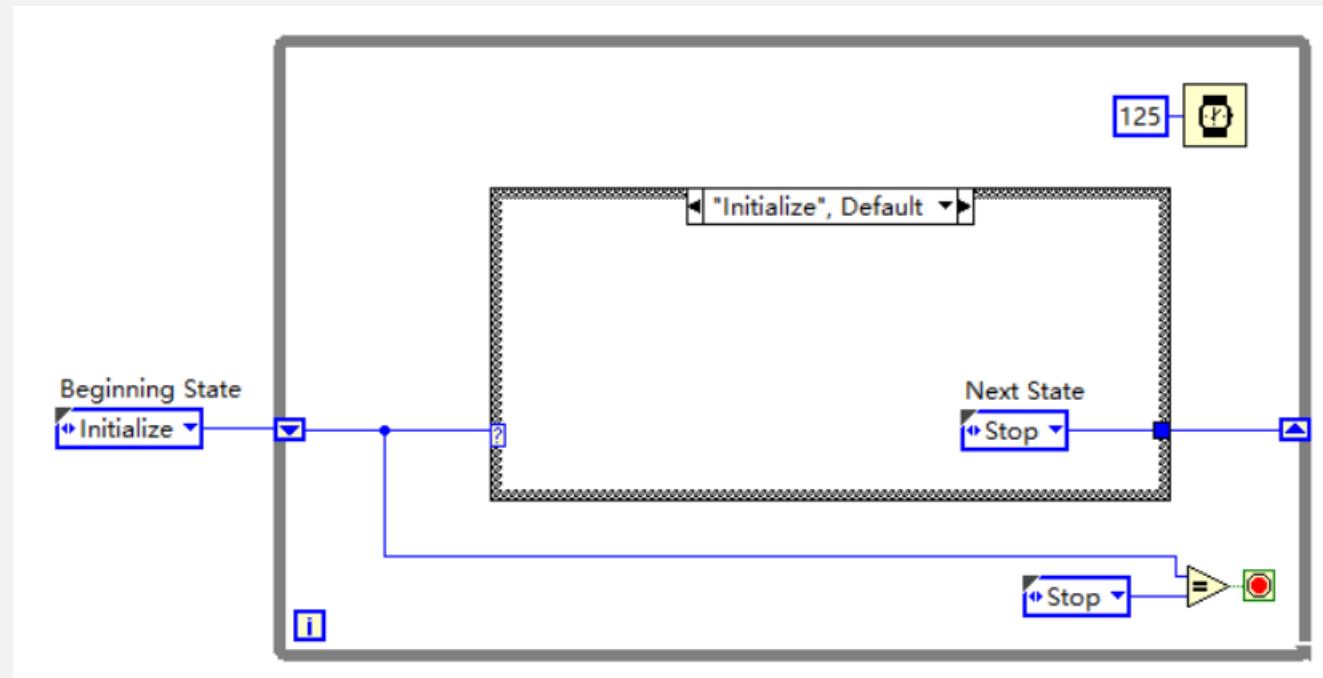 125
"Initialize", Default
Beginning State
Initialize
?
Next State
Stop
Stop
=
i